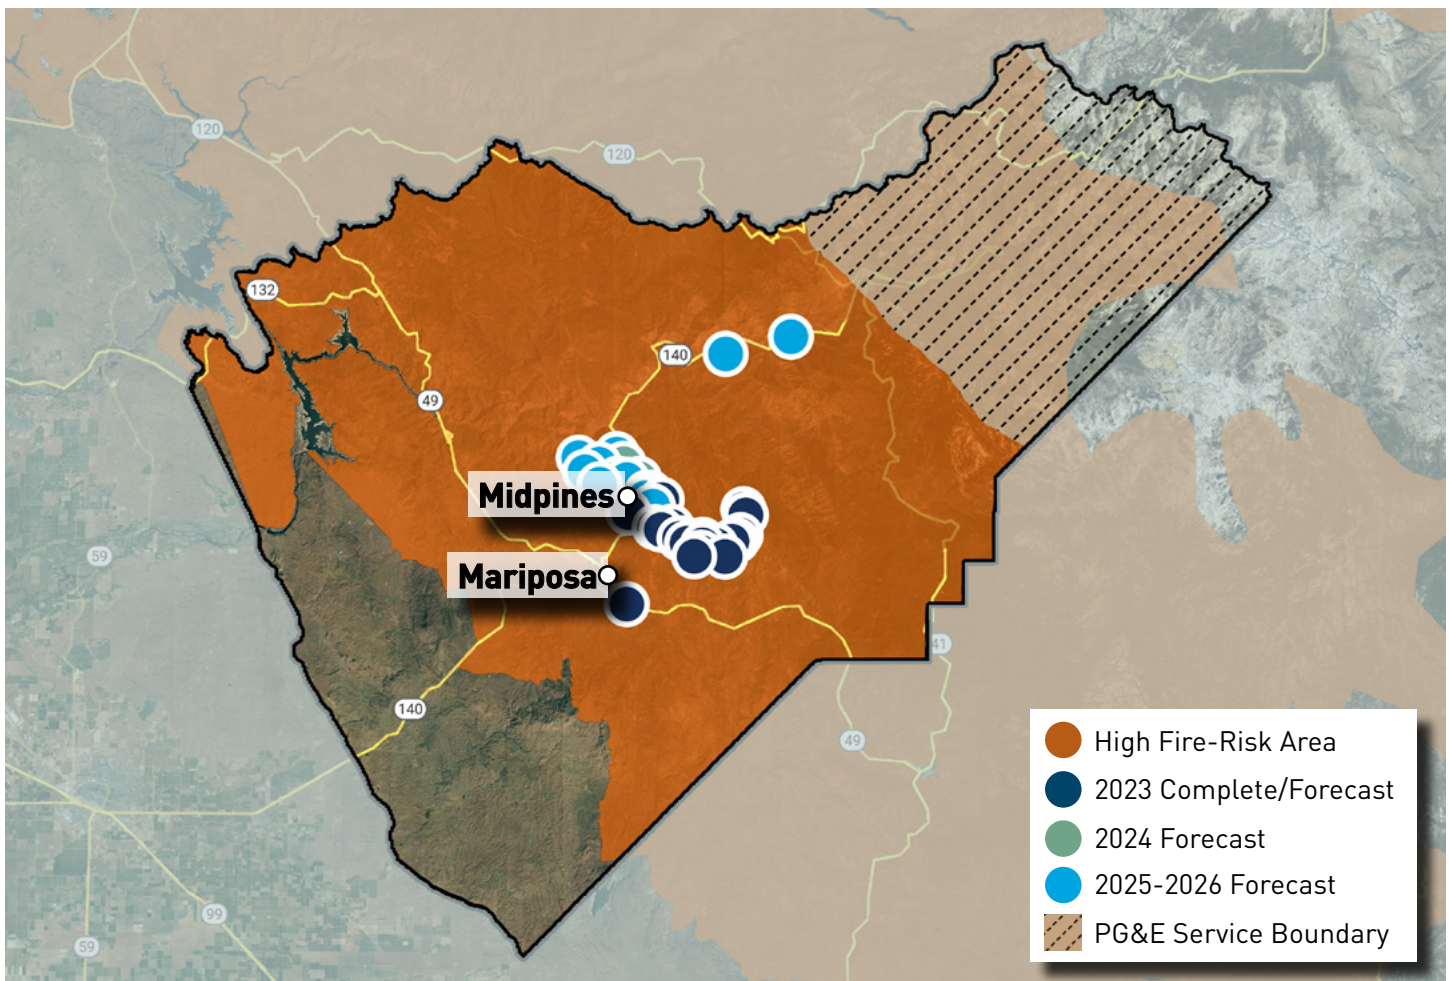 120
120
132
140
49
Midpines
59
Mariposa
41
140
49
99
59
High Fire-Risk Area
2023 Complete/Forecast
2024 Forecast
2025-2026 Forecast
PG&E Service Boundary